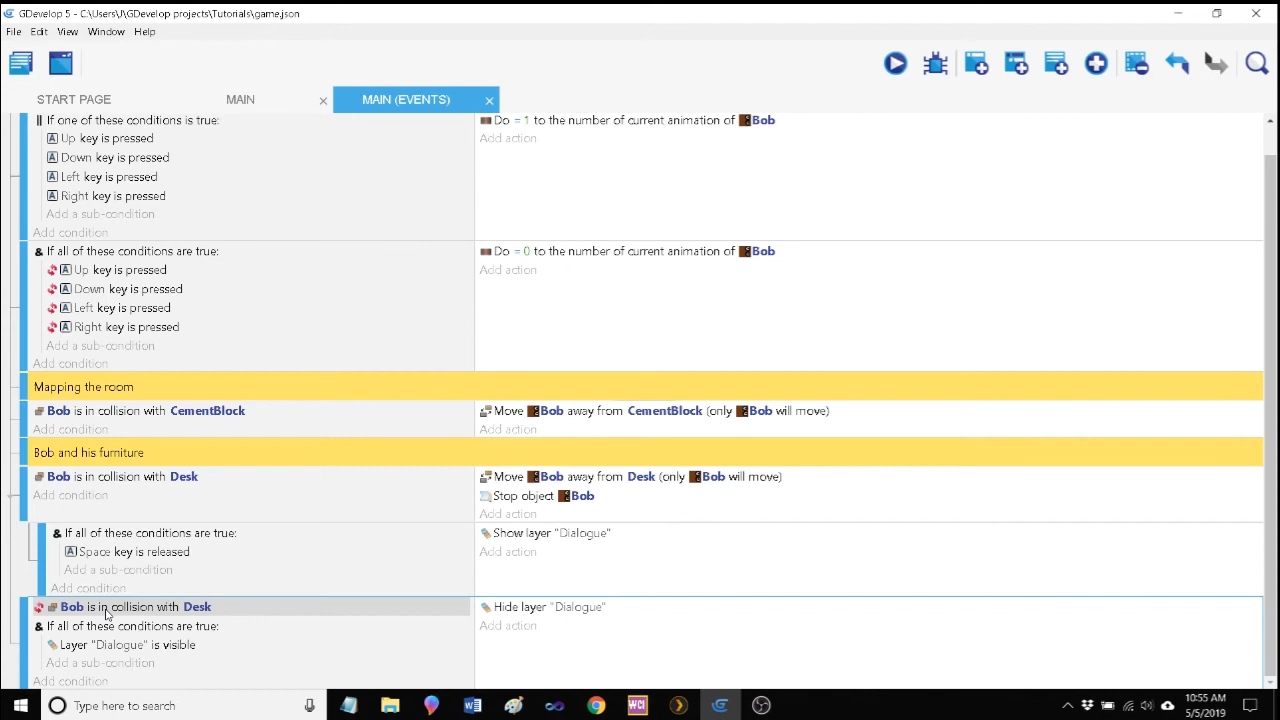 GDevelop 5 - C:\Users\J\GDevelop projects\Tutorials\game.json
File Edit View Window Help
START PAGE MAIN MAIN (EVENTS)
If one of these conditions is true:
Up key is pressed
Down key is pressed
Left key is pressed
Right key is pressed
Add a sub-condition
Add condition
Do = 1 to the number of current animation of Bob
Add action
& If all of these conditions are true:
Up key is pressed
Down key is pressed
Left key is pressed
Right key is pressed
Add a sub-condition
Add condition
Do = 0 to the number of current animation of Bob
Add action
Mapping the room
Bob is in collision with CementBlock
Add condition
Move Bob away from CementBlock (only Bob will move)
Add action
Bob and his furniture
Bob is in collision with Desk
Add condition
Move Bob away from Desk (only Bob will move)
Stop object Bob
Add action
& If all of these conditions are true:
Space key is released
Add a sub-condition
Add condition
Show layer "Dialogue"
Add action
Bob is in collision with Desk
& If all of these conditions are true:
Layer "Dialogue" is visible
Add a sub-condition
Add condition
Hide layer "Dialogue"
Add action
Type here to search
WCI
10:55 AM
5/5/2019